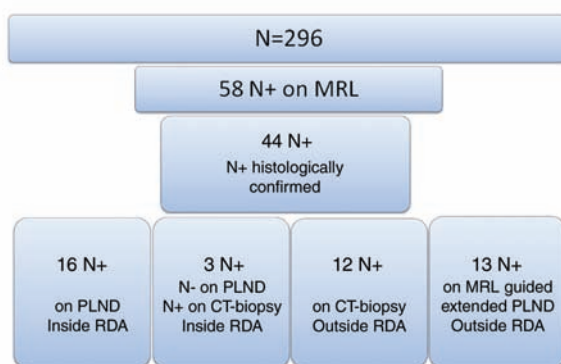 N=296
58 N+ on MRL
44 N+
N+ histologically
confirmed
16 N+
on PLND
Inside RDA
3 N+
N- on PLND
N+ on CT-biopsy
Inside RDA
12 N+
on CT-biopsy
Outside RDA
13 N+
on MRL guided
extended PLND
Outside RDA